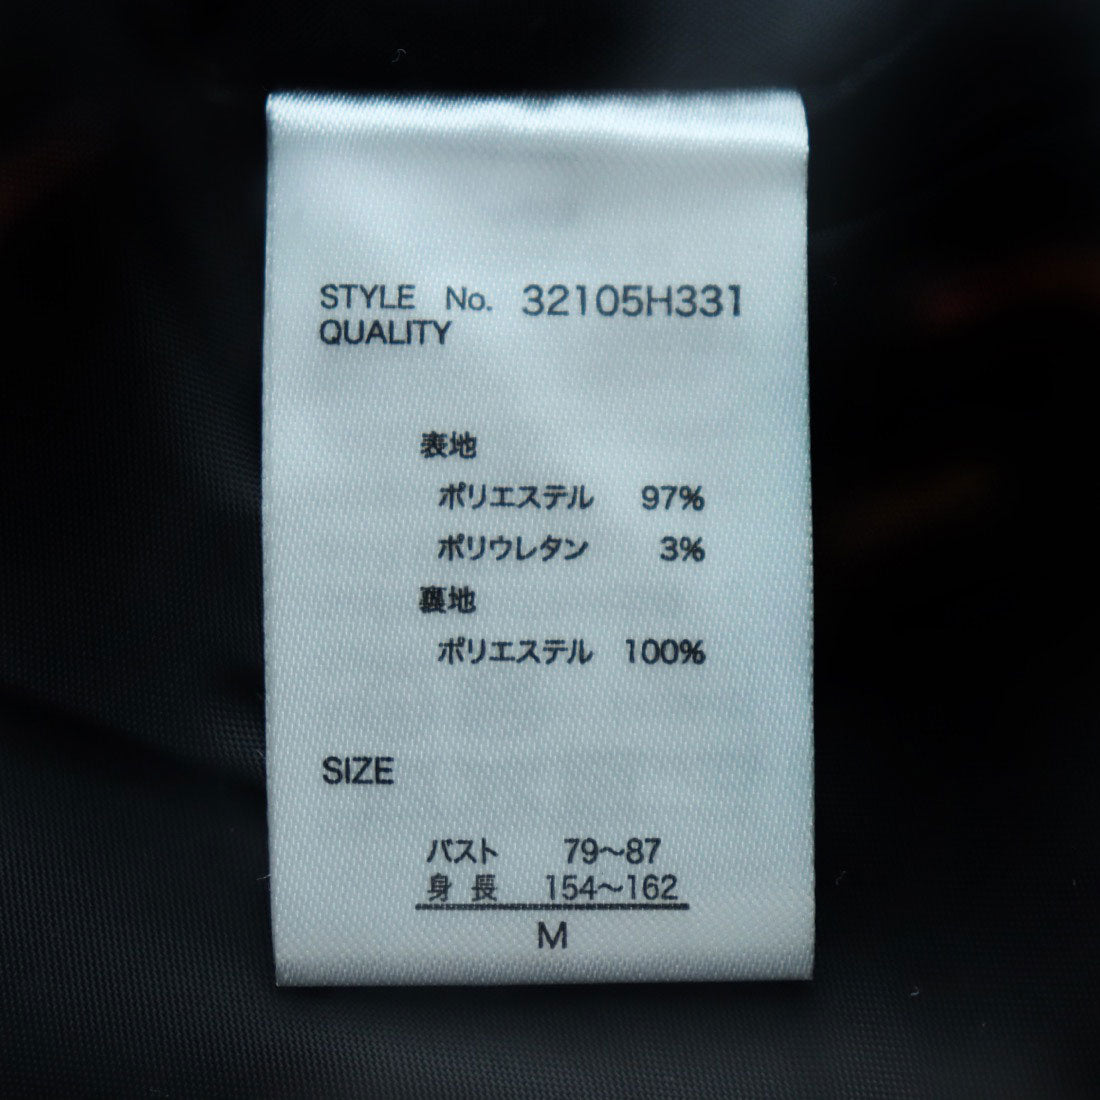 STYLE No. 32105H331
QUALITY
表地
ポリエステル 97%
ポリウレタン 3%
裏地
ポリエステル 100%
SIZE
バスト 79～87
身長 154～162
M